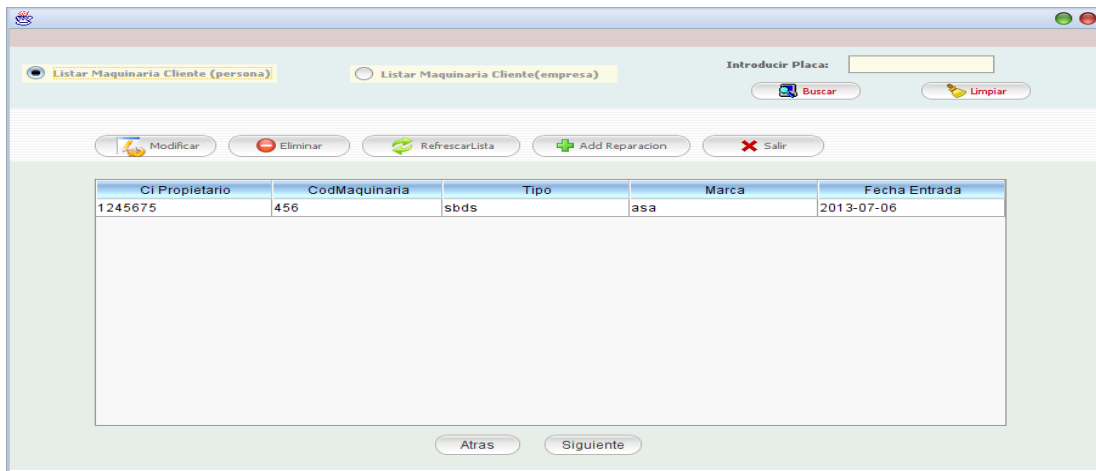 Listar Maquinaria Cliente (persona)
Listar Maquinaria Cliente(empresa)
Introducir Placa:
Buscar
Limpiar
Modificar
Eliminar
RefrescarLista
Add Reparacion
Salir
Ci Propietario CodMaquinaria Tipo Marca Fecha Entrada
1245675 456 sbds asa 2013-07-06
Atras
Siguiente